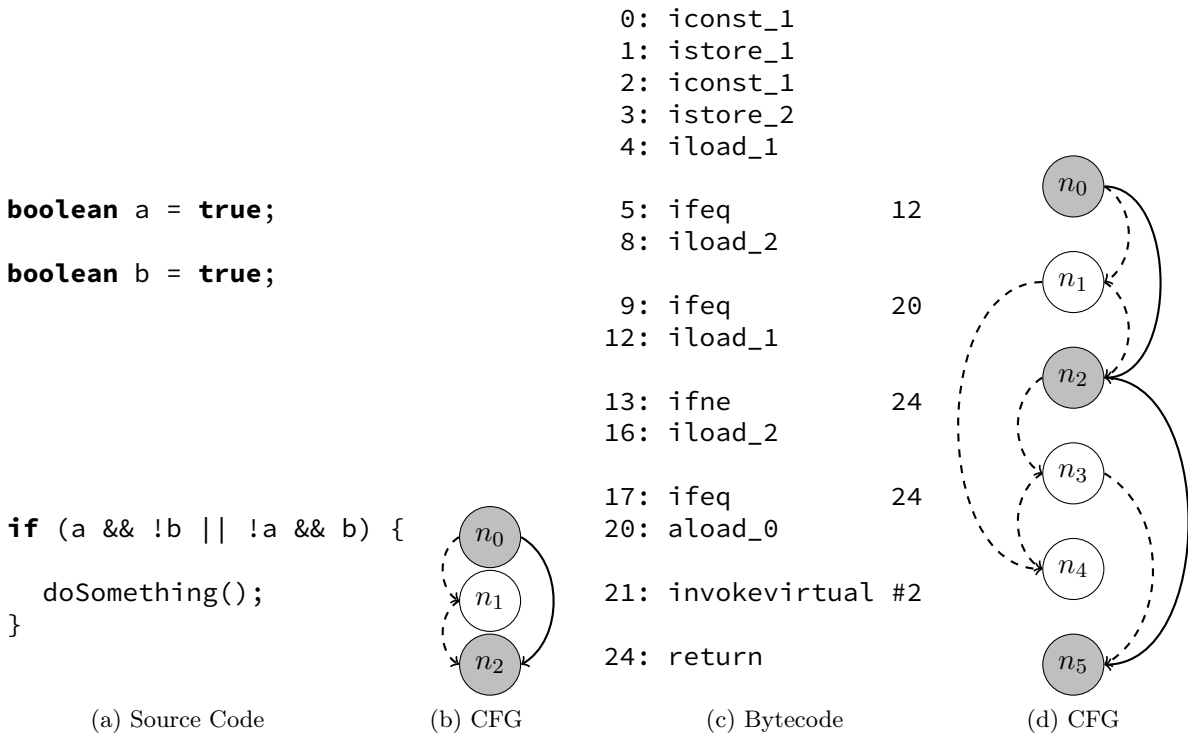 boolean a = true;
boolean b = true;
if (a && !b || !a && b) {
doSomething();
}
(a) Source Code
n0
n1
n2
(b) CFG
0: iconst_1
1: istore_1
2: iconst_1
3: istore_2
4: iload_1
5: ifeq 12
8: iload_2
9: ifeq 20
12: iload_1
13: ifne 24
16: iload_2
17: ifeq 24
20: aload_0
21: invokevirtual #2
24: return
(c) Bytecode
n0
n1
n2
n3
n4
n5
(d) CFG